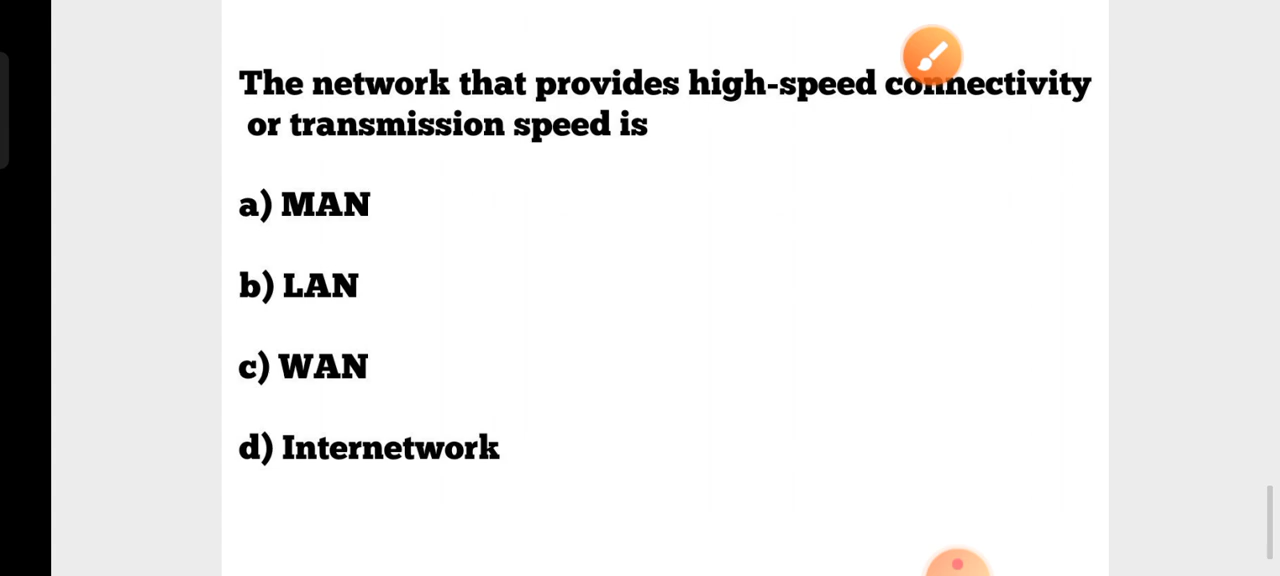 The network that provides high-speed connectivity
or transmission speed is
a) MAN
b) LAN
c) WAN
d) Internetwork